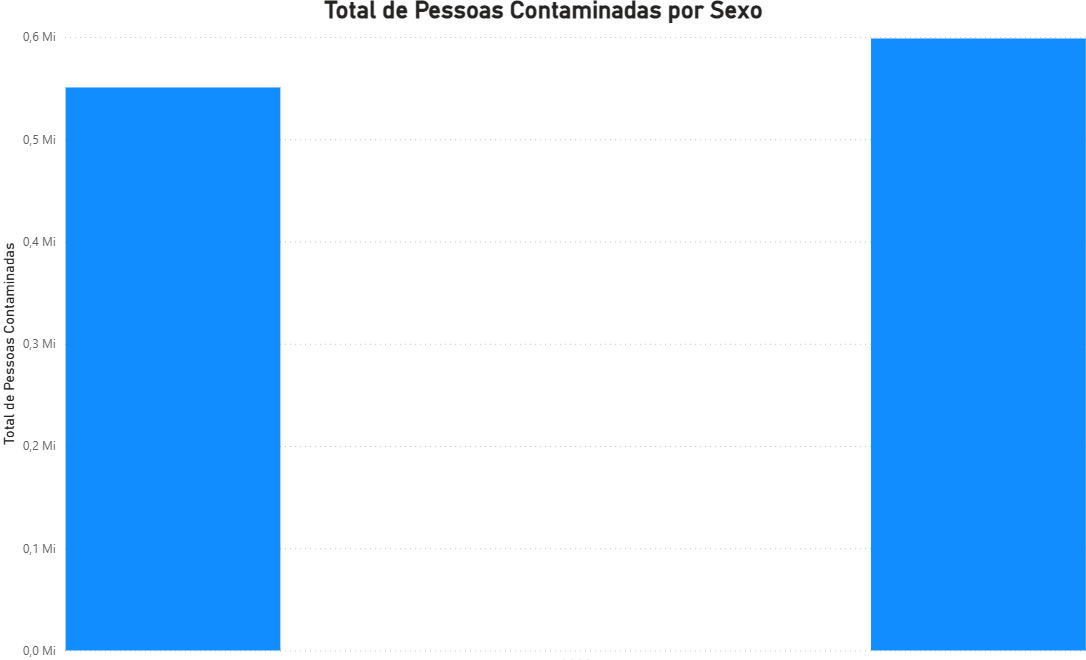 Total de Pessoas Contaminadas por Sexo
0,6 Mi
0,5 Mi
0,4 Mi
0,3 Mi
0,2 Mi
0,1 Mi
0,0 Mi
Total de Pessoas Contaminadas